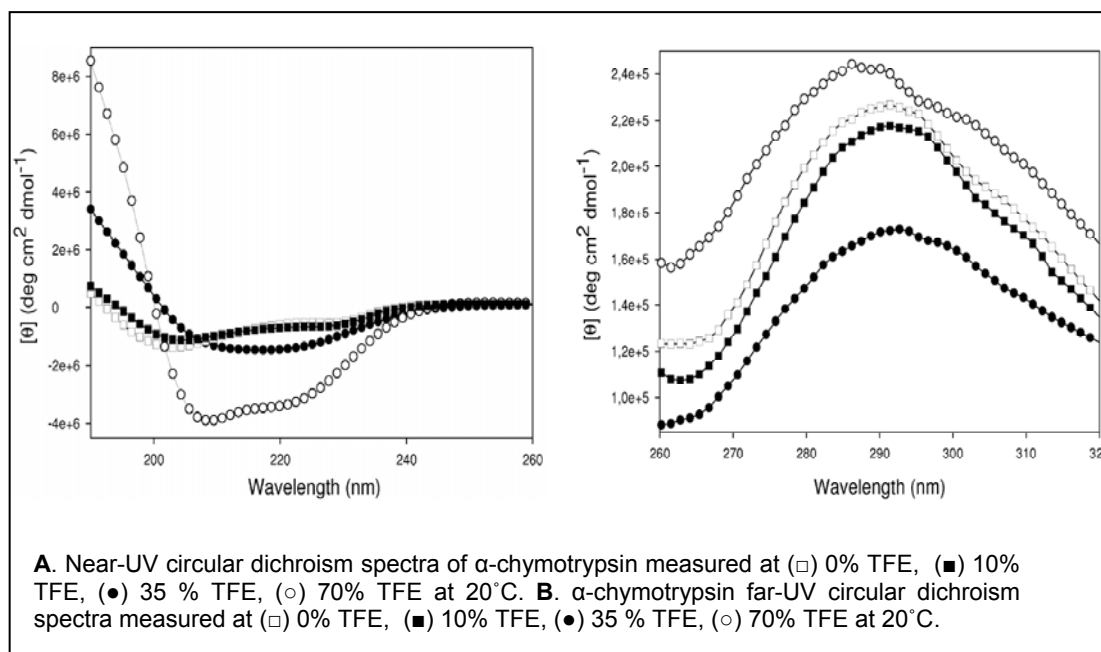 8e+6
6e+6
4e+6
2e+6
0
-2e+6
-4e+6
[θ] (deg cm² dmol⁻¹)
200 220 240 260
Wavelength (nm)
2,4e+5
2,2e+5
2,0e+5
1,8e+5
1,6e+5
1,4e+5
1,2e+5
1,0e+5
[θ] (deg cm² dmol⁻¹)
260 270 280 290 300 310 32
Wavelength (nm)
A. Near-UV circular dichroism spectra of α-chymotrypsin measured at (□) 0% TFE, (■) 10%
TFE, (●) 35 % TFE, (○) 70% TFE at 20˚C. B. α-chymotrypsin far-UV circular dichroism
spectra measured at (□) 0% TFE, (■) 10% TFE, (●) 35 % TFE, (○) 70% TFE at 20˚C.